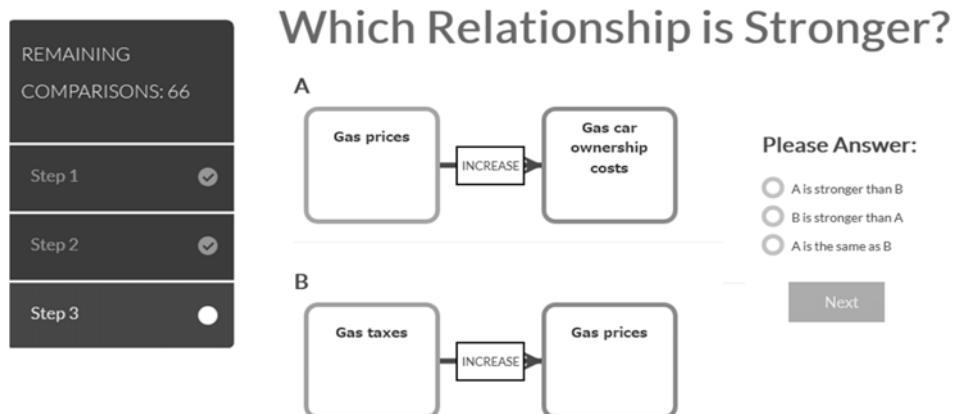 Which Relationship is Stronger?
REMAINING
COMPARISONS: 66
Step 1
Step 2
Step 3
A
Gas prices
INCREASE
Gas car
ownership
costs
B
Gas taxes
INCREASE
Gas prices
Please Answer:
A is stronger than B
B is stronger than A
A is the same as B
Next